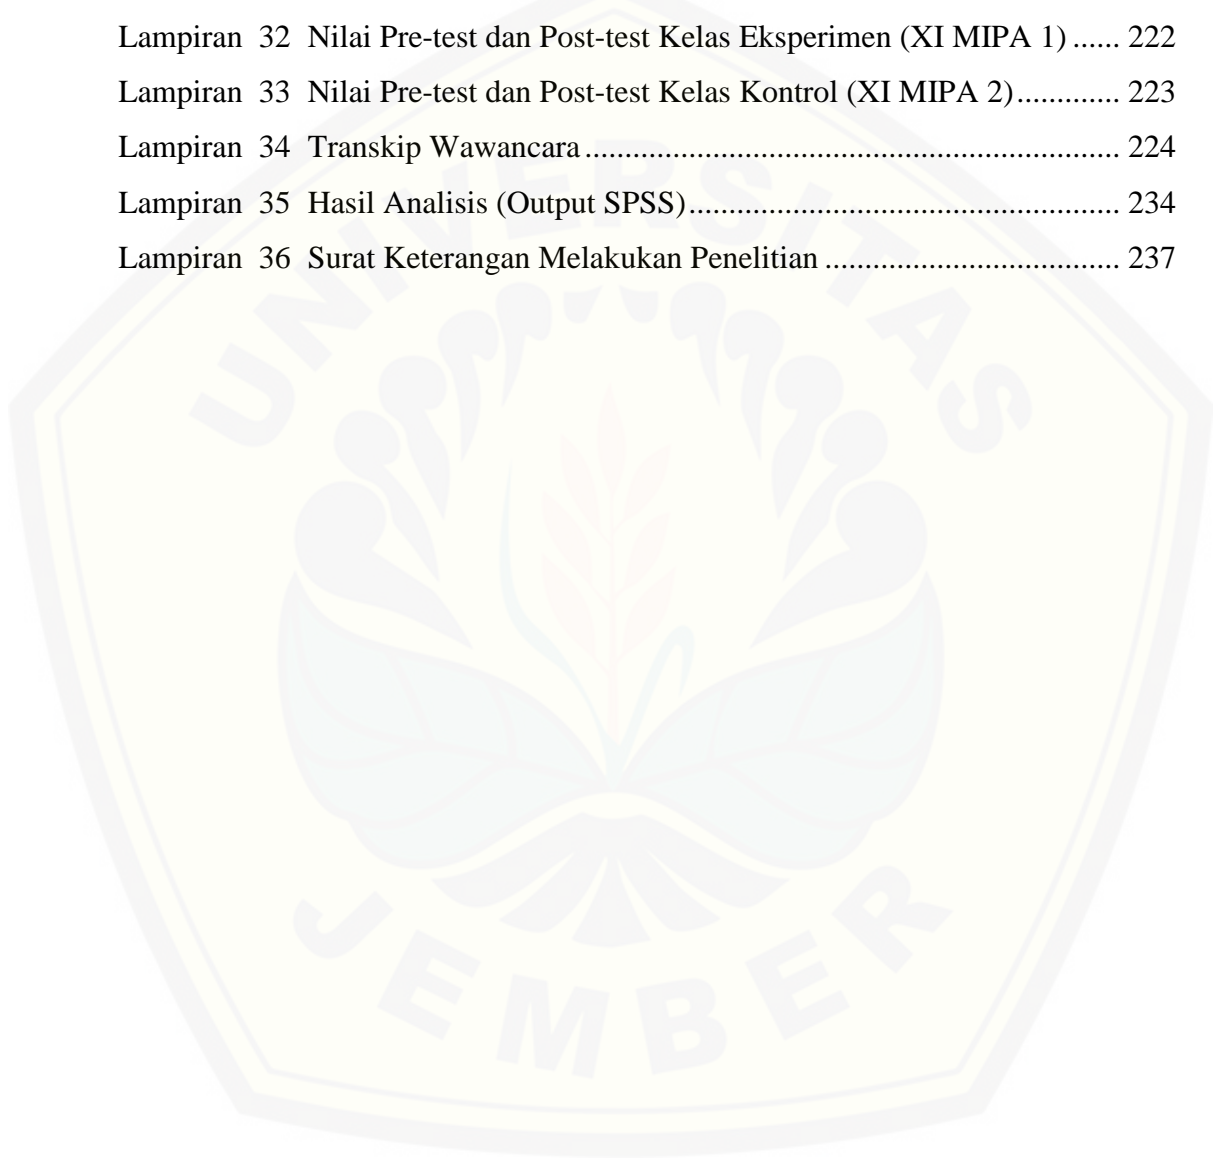 Lampiran  32  Nilai Pre-test dan Post-test Kelas Eksperimen (XI MIPA 1) ...... 222
Lampiran  33  Nilai Pre-test dan Post-test Kelas Kontrol (XI MIPA 2)............. 223
Lampiran  34  Transkip Wawancara.................................................................. 224
Lampiran  35  Hasil Analisis (Output SPSS)..................................................... 234
Lampiran  36  Surat Keterangan Melakukan Penelitian .................................... 237
UNIVERSITAS
JEMBER